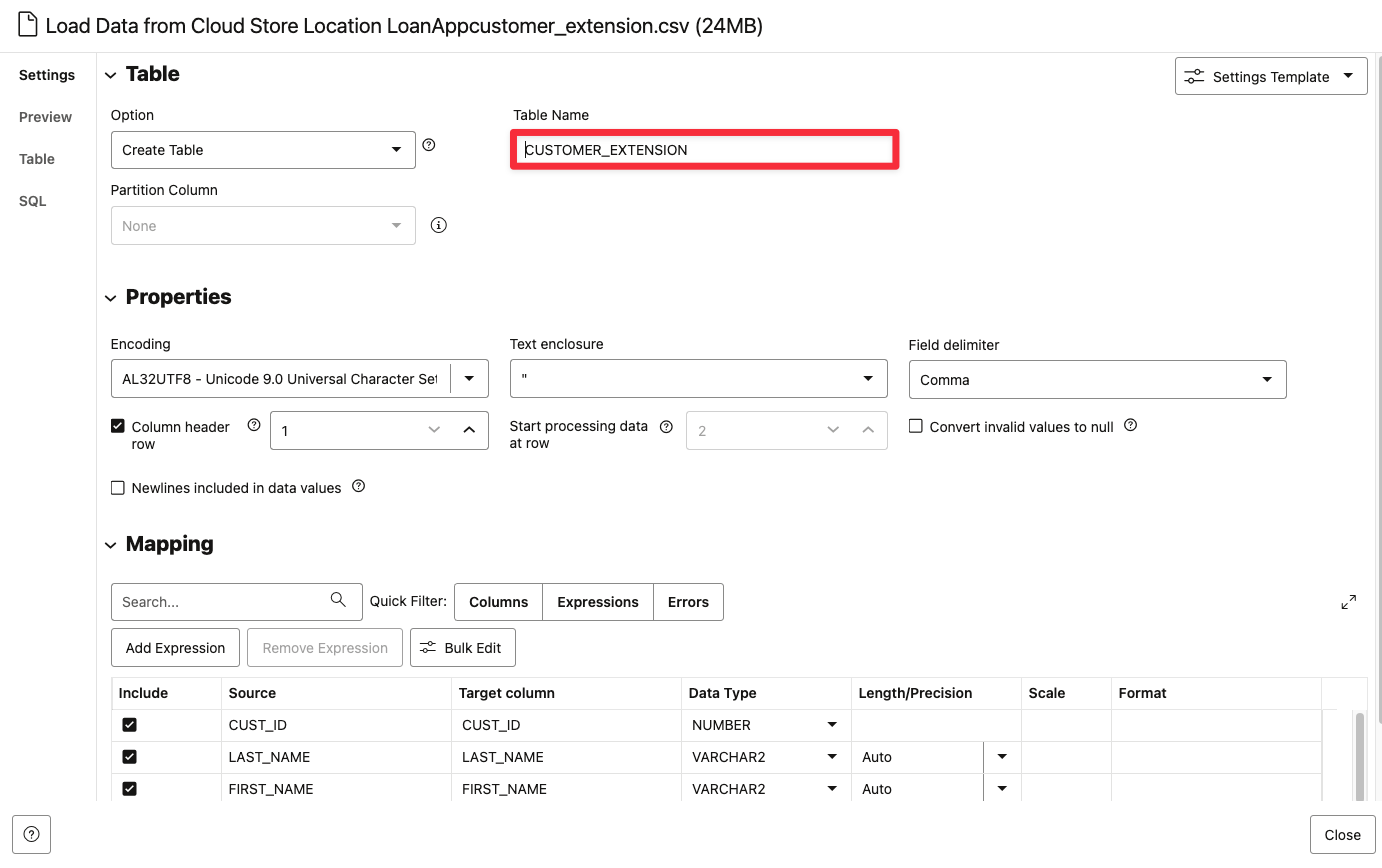 Load Data from Cloud Store Location LoanAppcustomer_extension.csv (24MB)
Settings
Preview
Table
SQL
Table
Settings Template
Option
Table Name
Create Table
CUSTOMER_EXTENSION
Partition Column
None
Properties
Encoding
Text enclosure
Field delimiter
AL32UTF8 - Unicode 9.0 Universal Character Set
"
Comma
Column header
row
1
Start processing data
at row
2
Convert invalid values to null
Newlines included in data values
Mapping
Search...
Quick Filter:
Columns
Expressions
Errors
Add Expression
Remove Expression
Bulk Edit
Include Source Target column Data Type Length/Precision Scale Format
CUST_ID CUST_ID NUMBER
LAST_NAME LAST_NAME VARCHAR2 Auto
FIRST_NAME FIRST_NAME VARCHAR2 Auto
Close